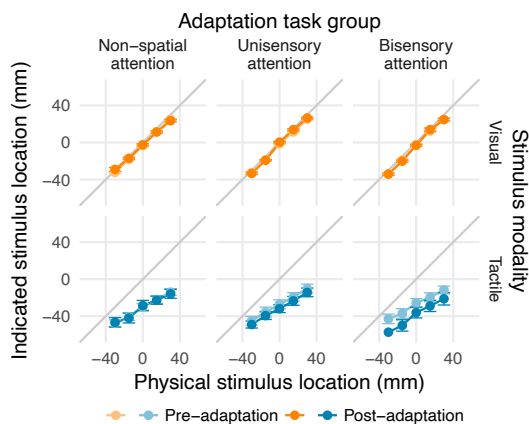 Adaptation task group
Non-spatial attention
Unisensory attention
Bisensory attention
Indicated stimulus location (mm)
Stimulus modality
40
0
−40
Visual
40
0
−40
Tactile
−40 0 40
−40 0 40
−40 0 40
Physical stimulus location (mm)
Pre-adaptation
Post-adaptation